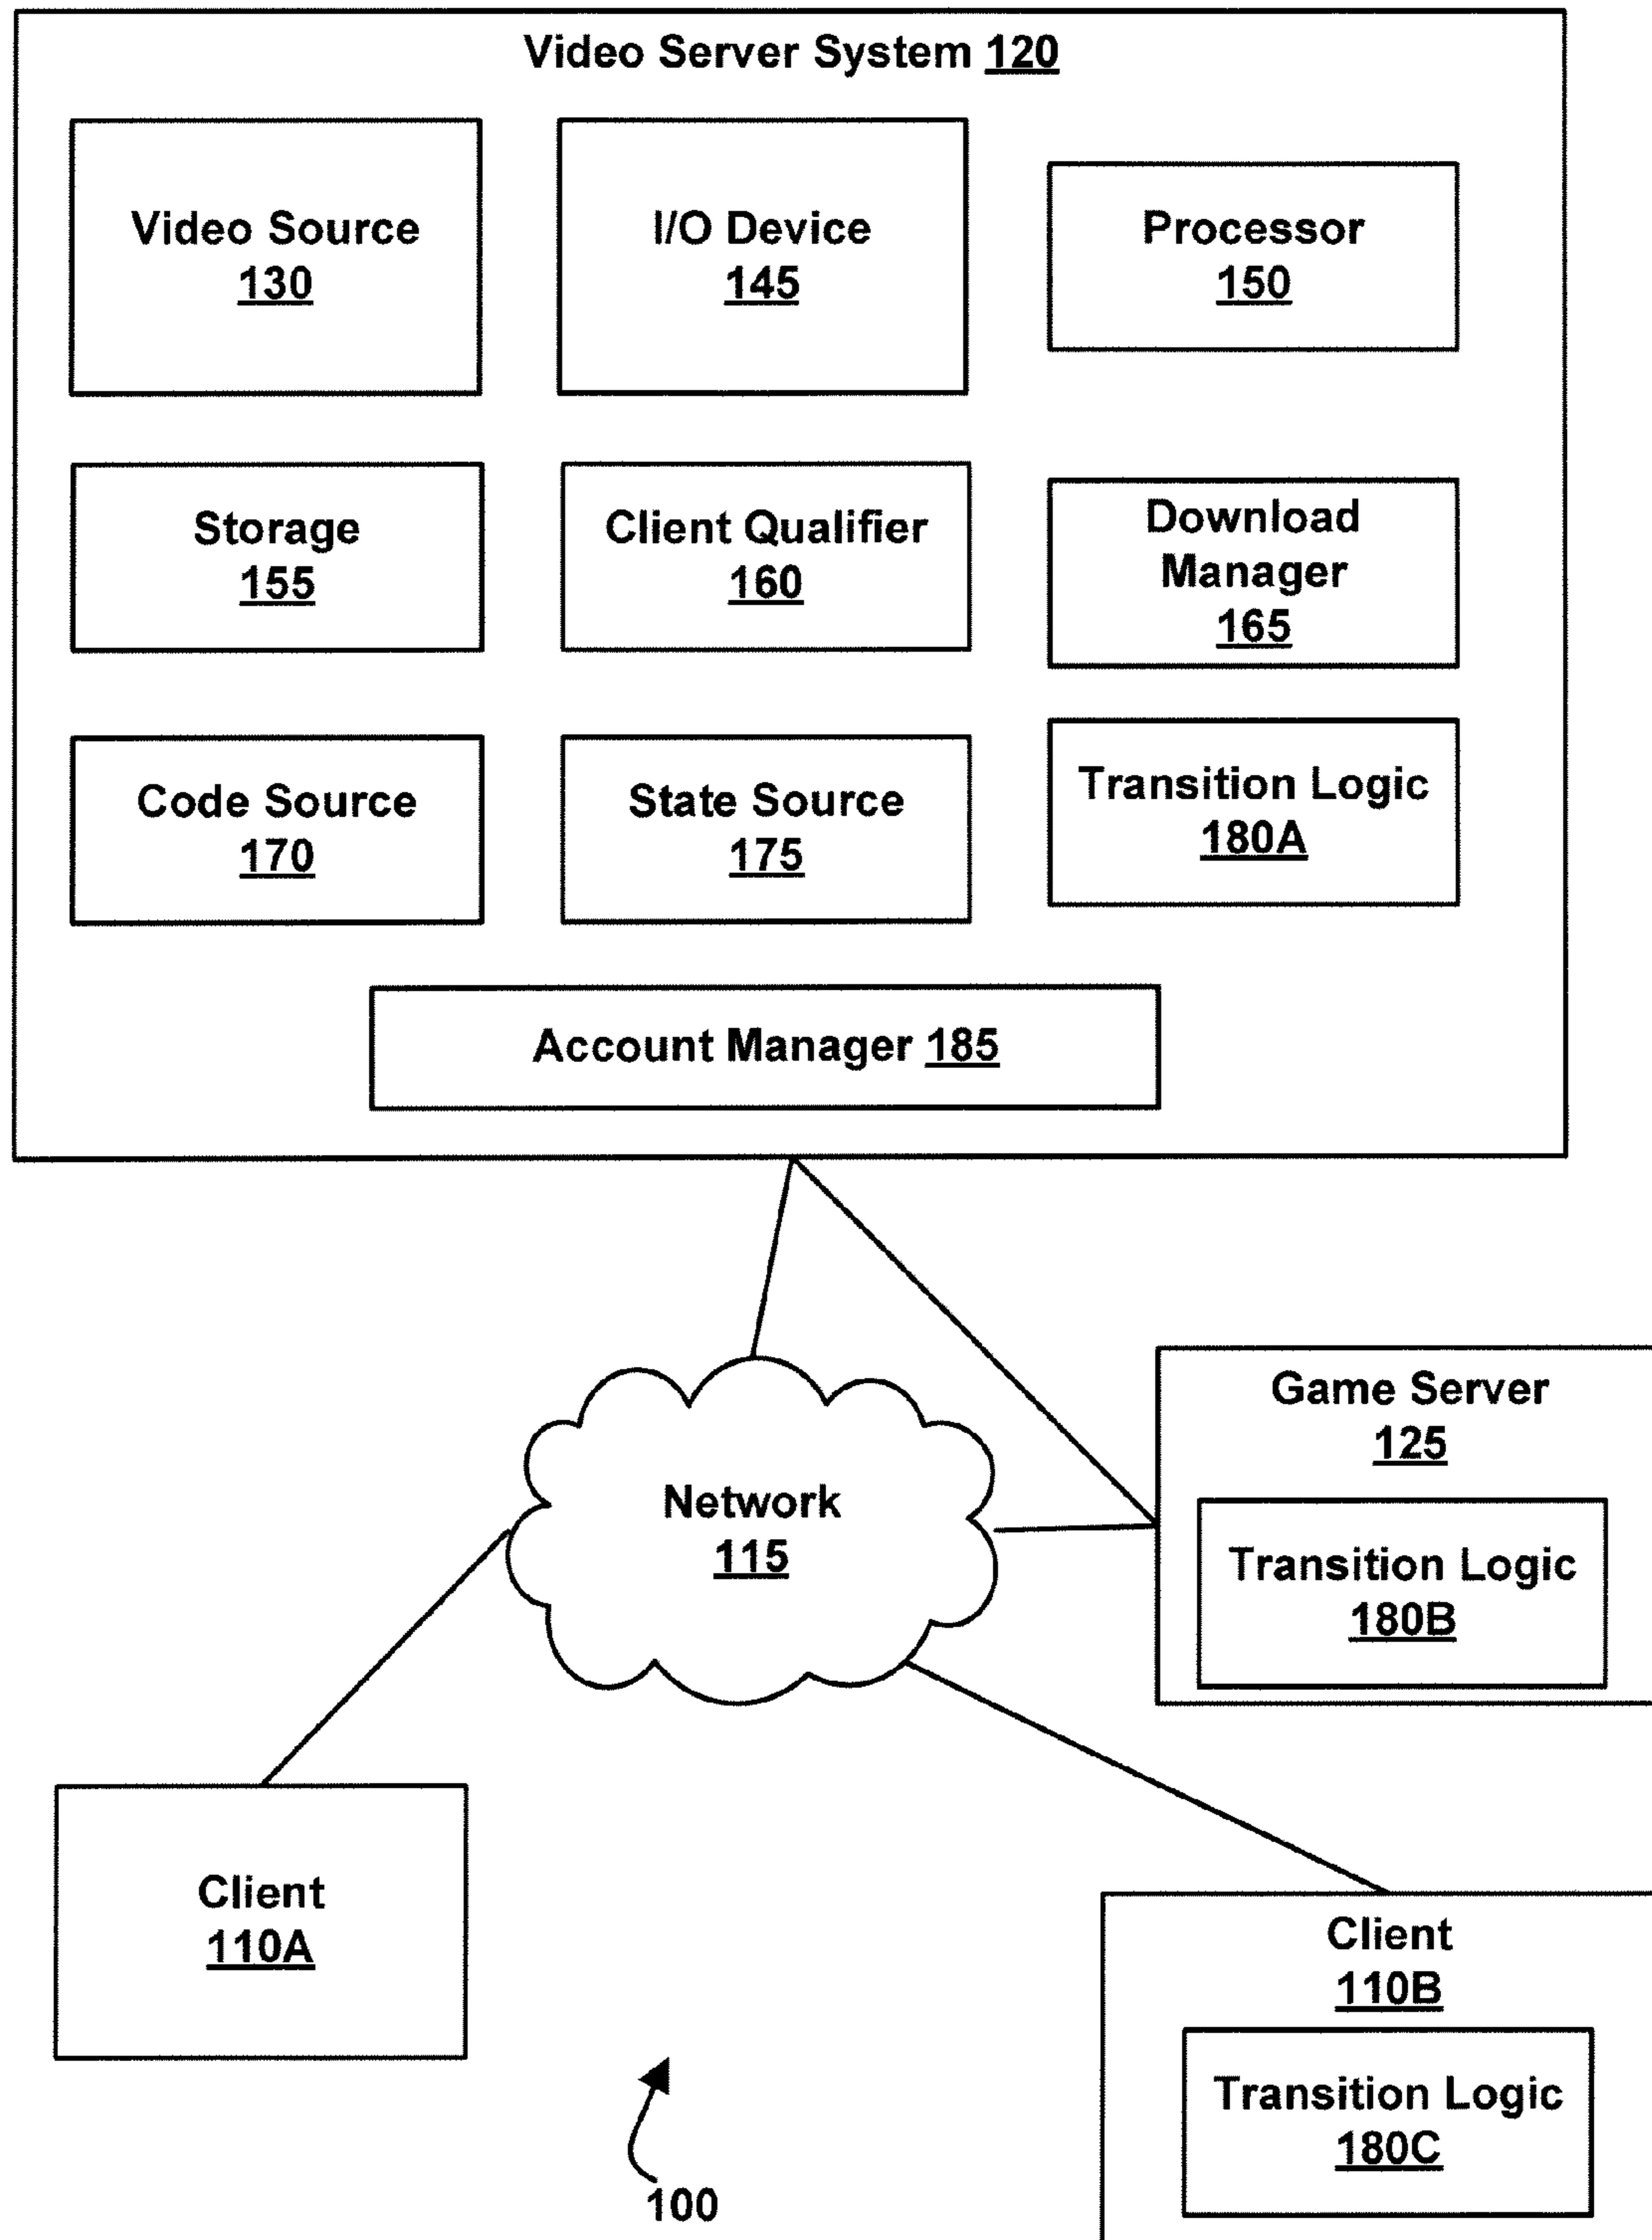 Video Server System 120
Video Source
130
I/O Device
145
Processor
150
Storage
155
Client Qualifier
160
Download
Manager
165
Code Source
170
State Source
175
Transition Logic
180A
Account Manager 185
Game Server
125
Transition Logic
180B
Network
115
Client
110A
Client
110B
Transition Logic
180C
100